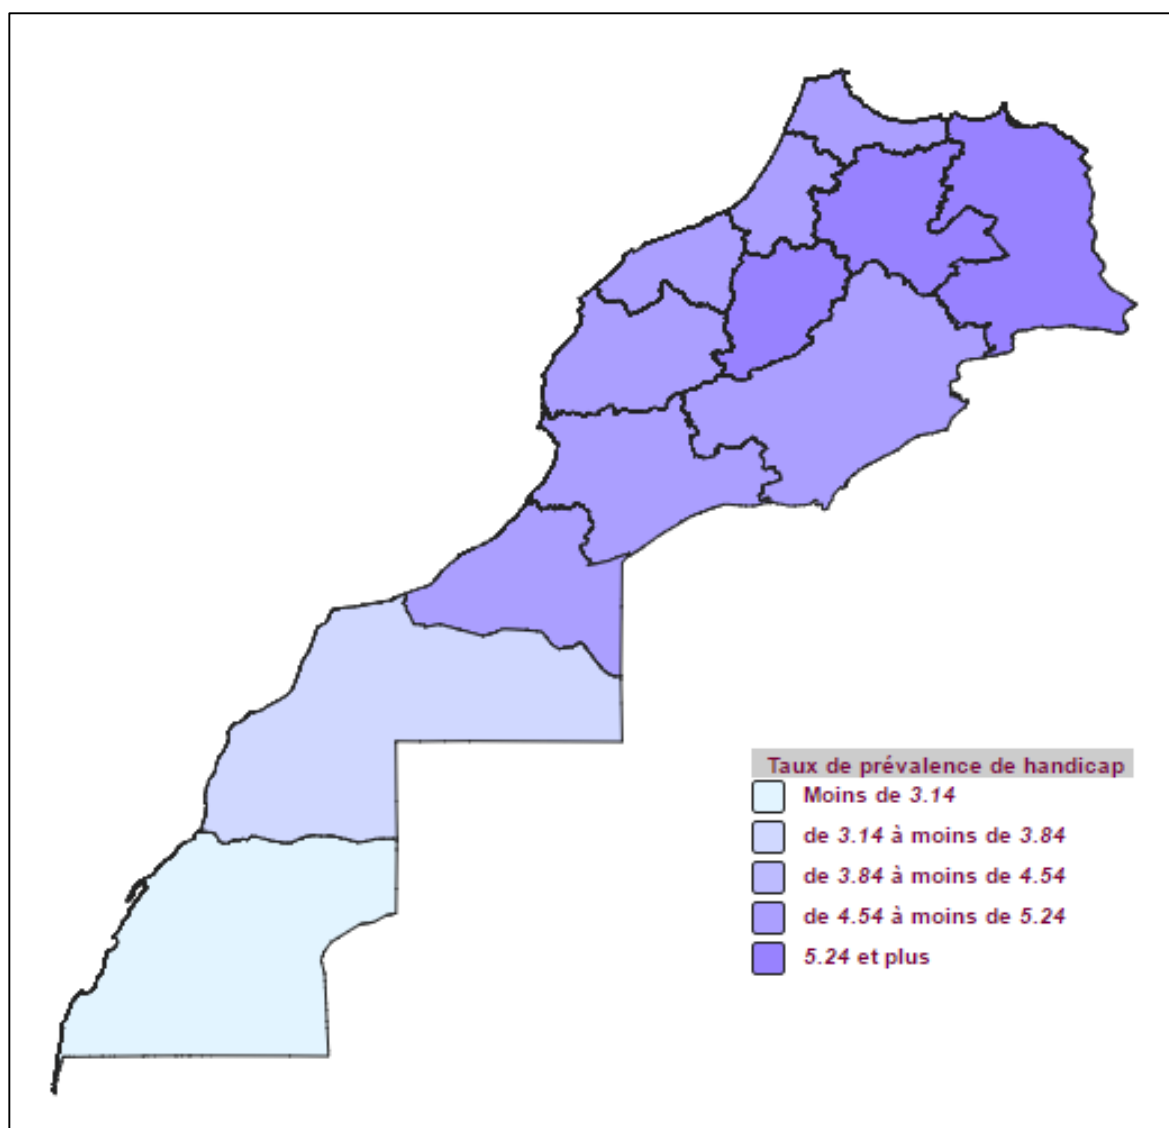 Taux de prévalence de handicap
Moins de 3.14
de 3.14 à moins de 3.84
de 3.84 à moins de 4.54
de 4.54 à moins de 5.24
5.24 et plus